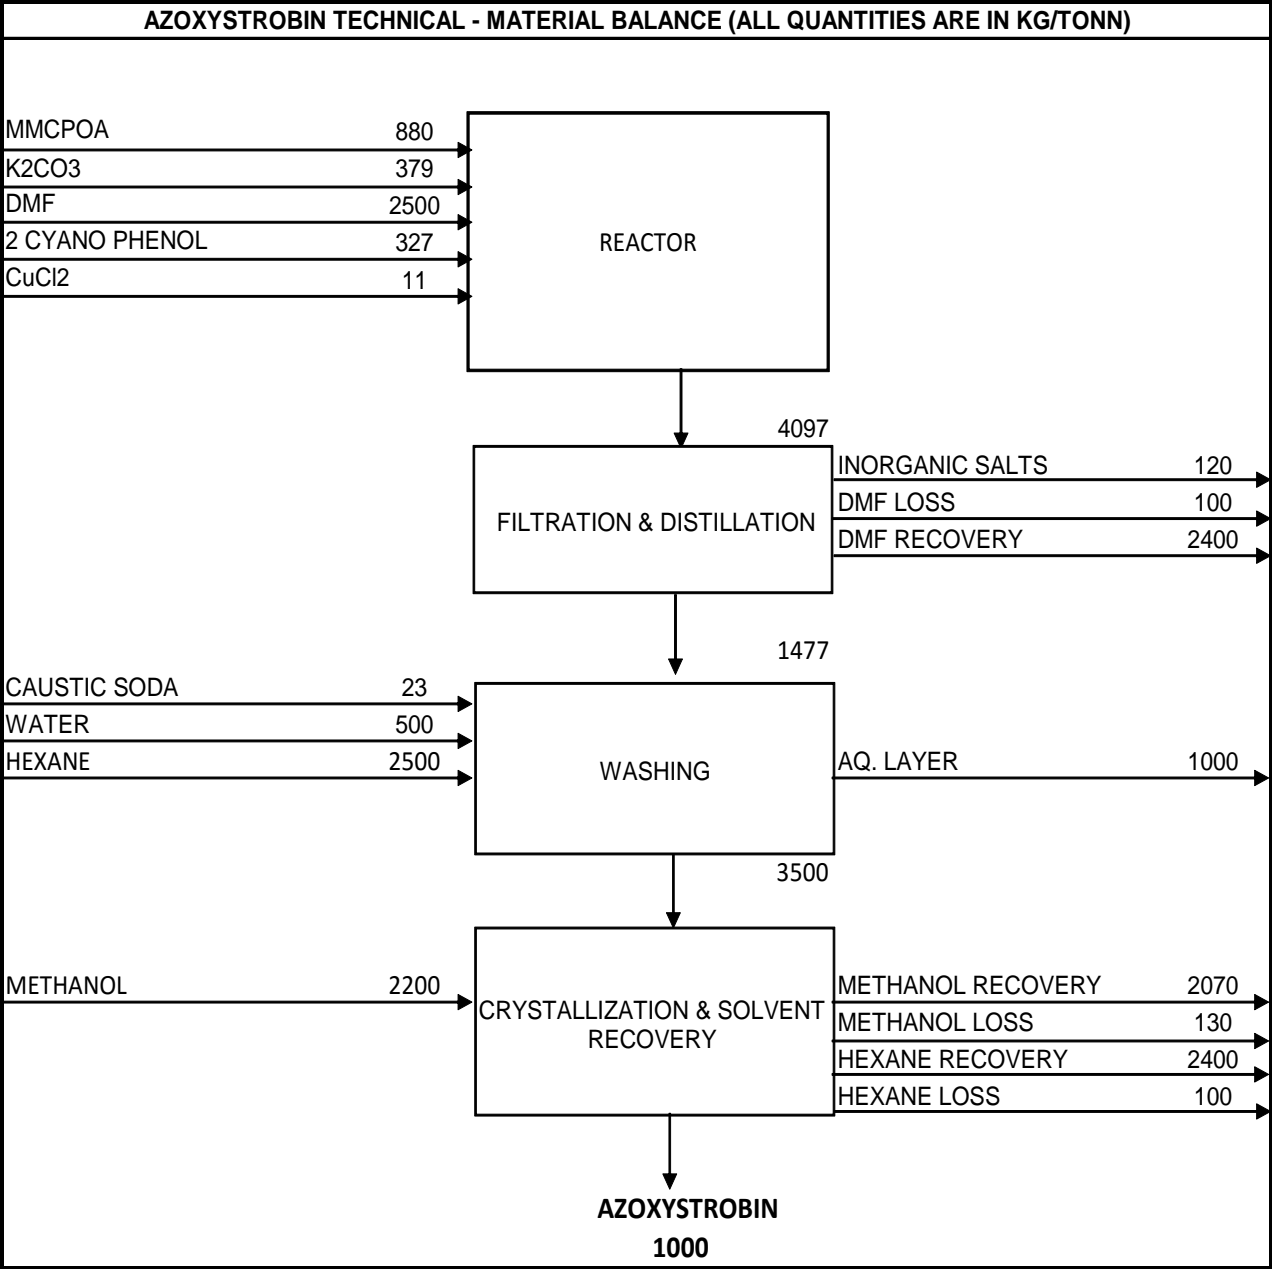 AZOXYSTROBIN TECHNICAL - MATERIAL BALANCE (ALL QUANTITIES ARE IN KG/TONN)
MMCPOA 880
K2CO3 379
DMF 2500
2 CYANO PHENOL 327
CuCl2 11
REACTOR
4097
INORGANIC SALTS 120
DMF LOSS 100
DMF RECOVERY 2400
FILTRATION & DISTILLATION
1477
CAUSTIC SODA 23
WATER 500
HEXANE 2500
WASHING
AQ. LAYER 1000
3500
METHANOL 2200
CRYSTALLIZATION & SOLVENT
RECOVERY
METHANOL RECOVERY 2070
METHANOL LOSS 130
HEXANE RECOVERY 2400
HEXANE LOSS 100
AZOXYSTROBIN
1000